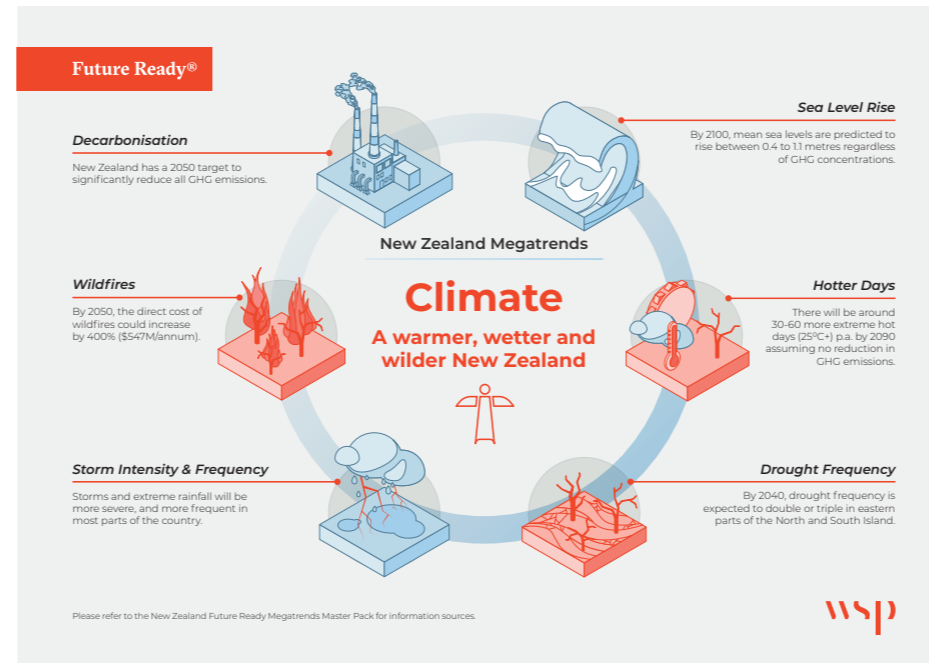 Future Ready®
Decarbonisation
New Zealand has a 2050 target to
significantly reduce all GHG emissions.
Sea Level Rise
By 2100, mean sea levels are predicted to
rise between 0.4 to 1.1 metres regardless
of GHG concentrations.
New Zealand Megatrends
Climate
A warmer, wetter and
wilder New Zealand
Wildfires
By 2050, the direct cost of
wildfires could increase
by 400% ($547M/annum).
Hotter Days
There will be around
30-60 more extreme hot
days (25ºC+) p.a. by 2090
assuming no reduction in
GHG emissions.
Storm Intensity & Frequency
Storms and extreme rainfall will be
more severe, and more frequent in
most parts of the country.
Drought Frequency
By 2040, drought frequency is
expected to double or triple in eastern
parts of the North and South Island.
Please refer to the New Zealand Future Ready Megatrends Master Pack for information sources.
wsp